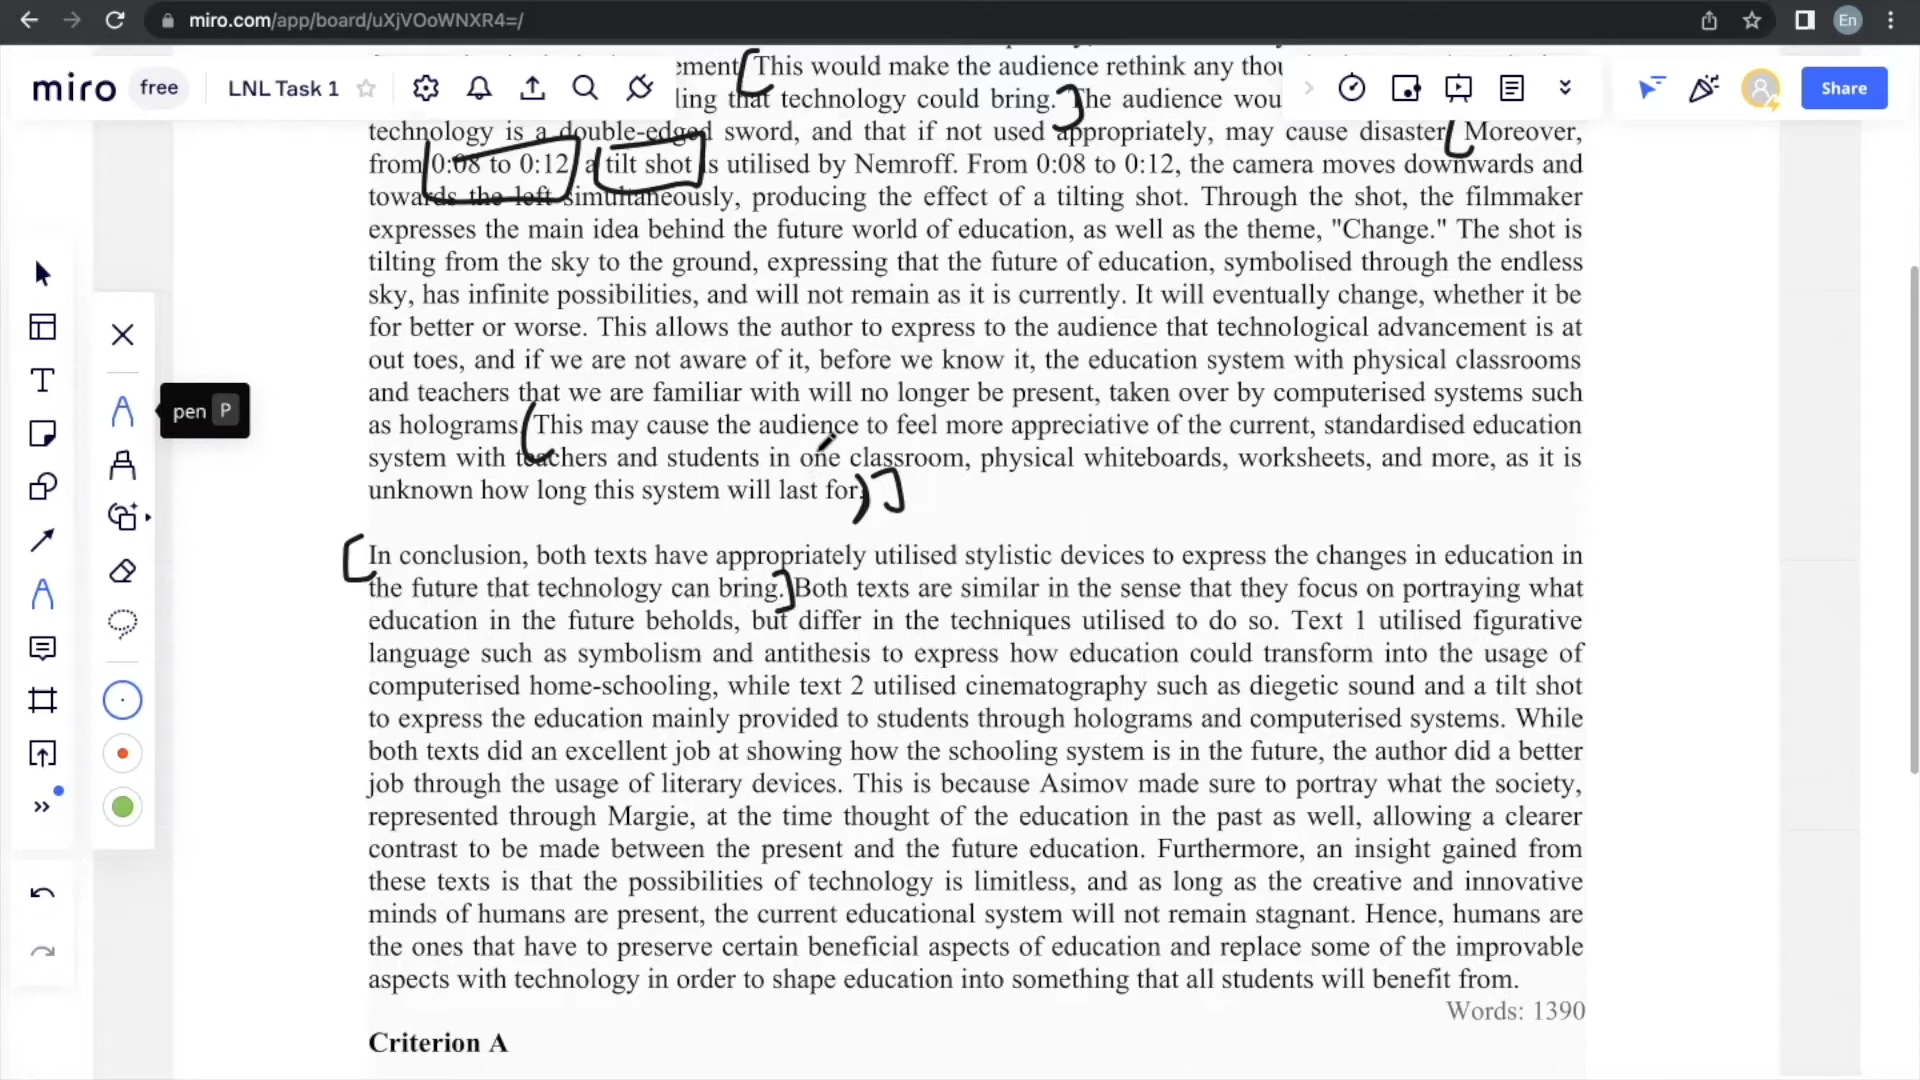 miro.com/app/board/uXjVOoWNXR4=/
En
miro free LNL Task 1 Share
ement. This would make the audience rethink any thou
ling that technology could bring. The audience wou
technology is a double-edged sword, and that if not used appropriately, may cause disaster. Moreover,
from 0:08 to 0:12, a tilt shot is utilised by Nemroff. From 0:08 to 0:12, the camera moves downwards and
towards the left simultaneously, producing the effect of a tilting shot. Through the shot, the filmmaker
expresses the main idea behind the future world of education, as well as the theme, "Change." The shot is
tilting from the sky to the ground, expressing that the future of education, symbolised through the endless
sky, has infinite possibilities, and will not remain as it is currently. It will eventually change, whether it be
for better or worse. This allows the author to express to the audience that technological advancement is at
out toes, and if we are not aware of it, before we know it, the education system with physical classrooms
pen P
and teachers that we are familiar with will no longer be present, taken over by computerised systems such
as holograms. This may cause the audience to feel more appreciative of the current, standardised education
system with teachers and students in one classroom, physical whiteboards, worksheets, and more, as it is
unknown how long this system will last for.
In conclusion, both texts have appropriately utilised stylistic devices to express the changes in education in
the future that technology can bring. Both texts are similar in the sense that they focus on portraying what
education in the future beholds, but differ in the techniques utilised to do so. Text 1 utilised figurative
language such as symbolism and antithesis to express how education could transform into the usage of
computerised home-schooling, while text 2 utilised cinematography such as diegetic sound and a tilt shot
to express the education mainly provided to students through holograms and computerised systems. While
both texts did an excellent job at showing how the schooling system is in the future, the author did a better
job through the usage of literary devices. This is because Asimov made sure to portray what the society,
represented through Margie, at the time thought of the education in the past as well, allowing a clearer
contrast to be made between the present and the future education. Furthermore, an insight gained from
these texts is that the possibilities of technology is limitless, and as long as the creative and innovative
minds of humans are present, the current educational system will not remain stagnant. Hence, humans are
the ones that have to preserve certain beneficial aspects of education and replace some of the improvable
aspects with technology in order to shape education into something that all students will benefit from.
Words: 1390
Criterion A